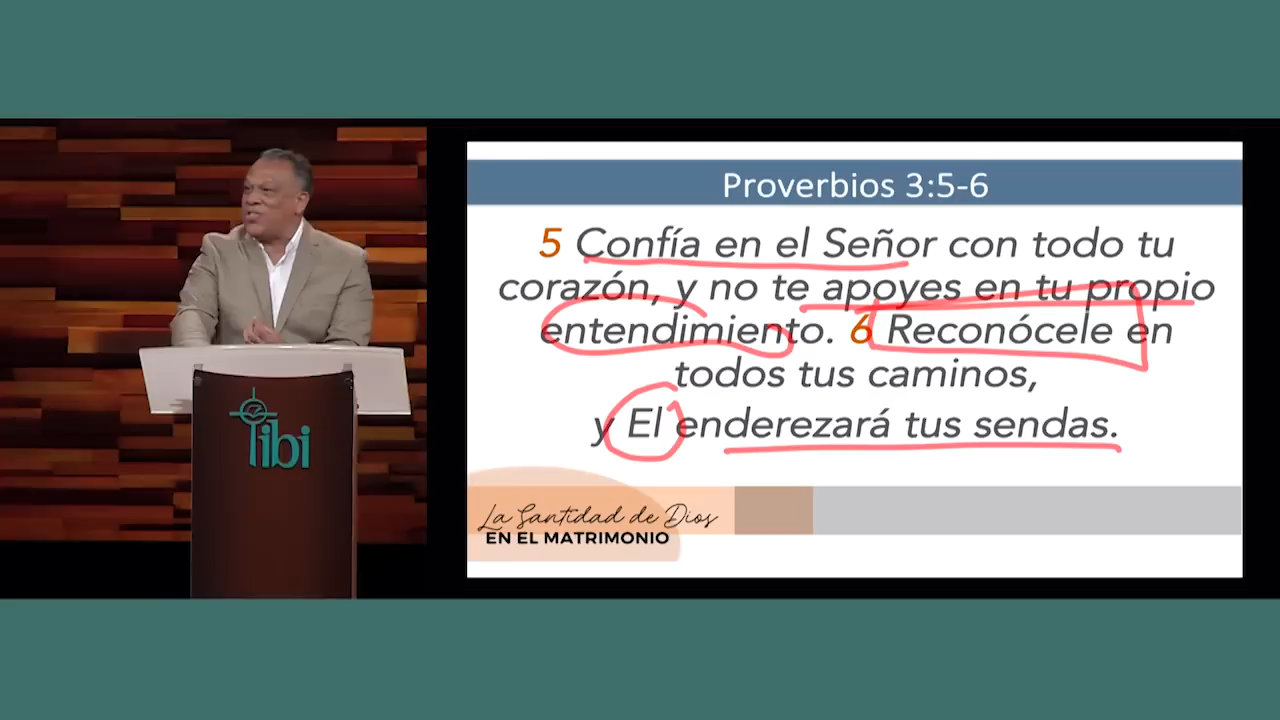 Proverbios 3:5-6
5 Confía en el Señor con todo tu
corazón, y no te apoyes en tu propio
entendimiento. 6 Reconócele en
todos tus caminos,
y El enderezará tus sendas.
La Santidad de Dios
EN EL MATRIMONIO
ibi